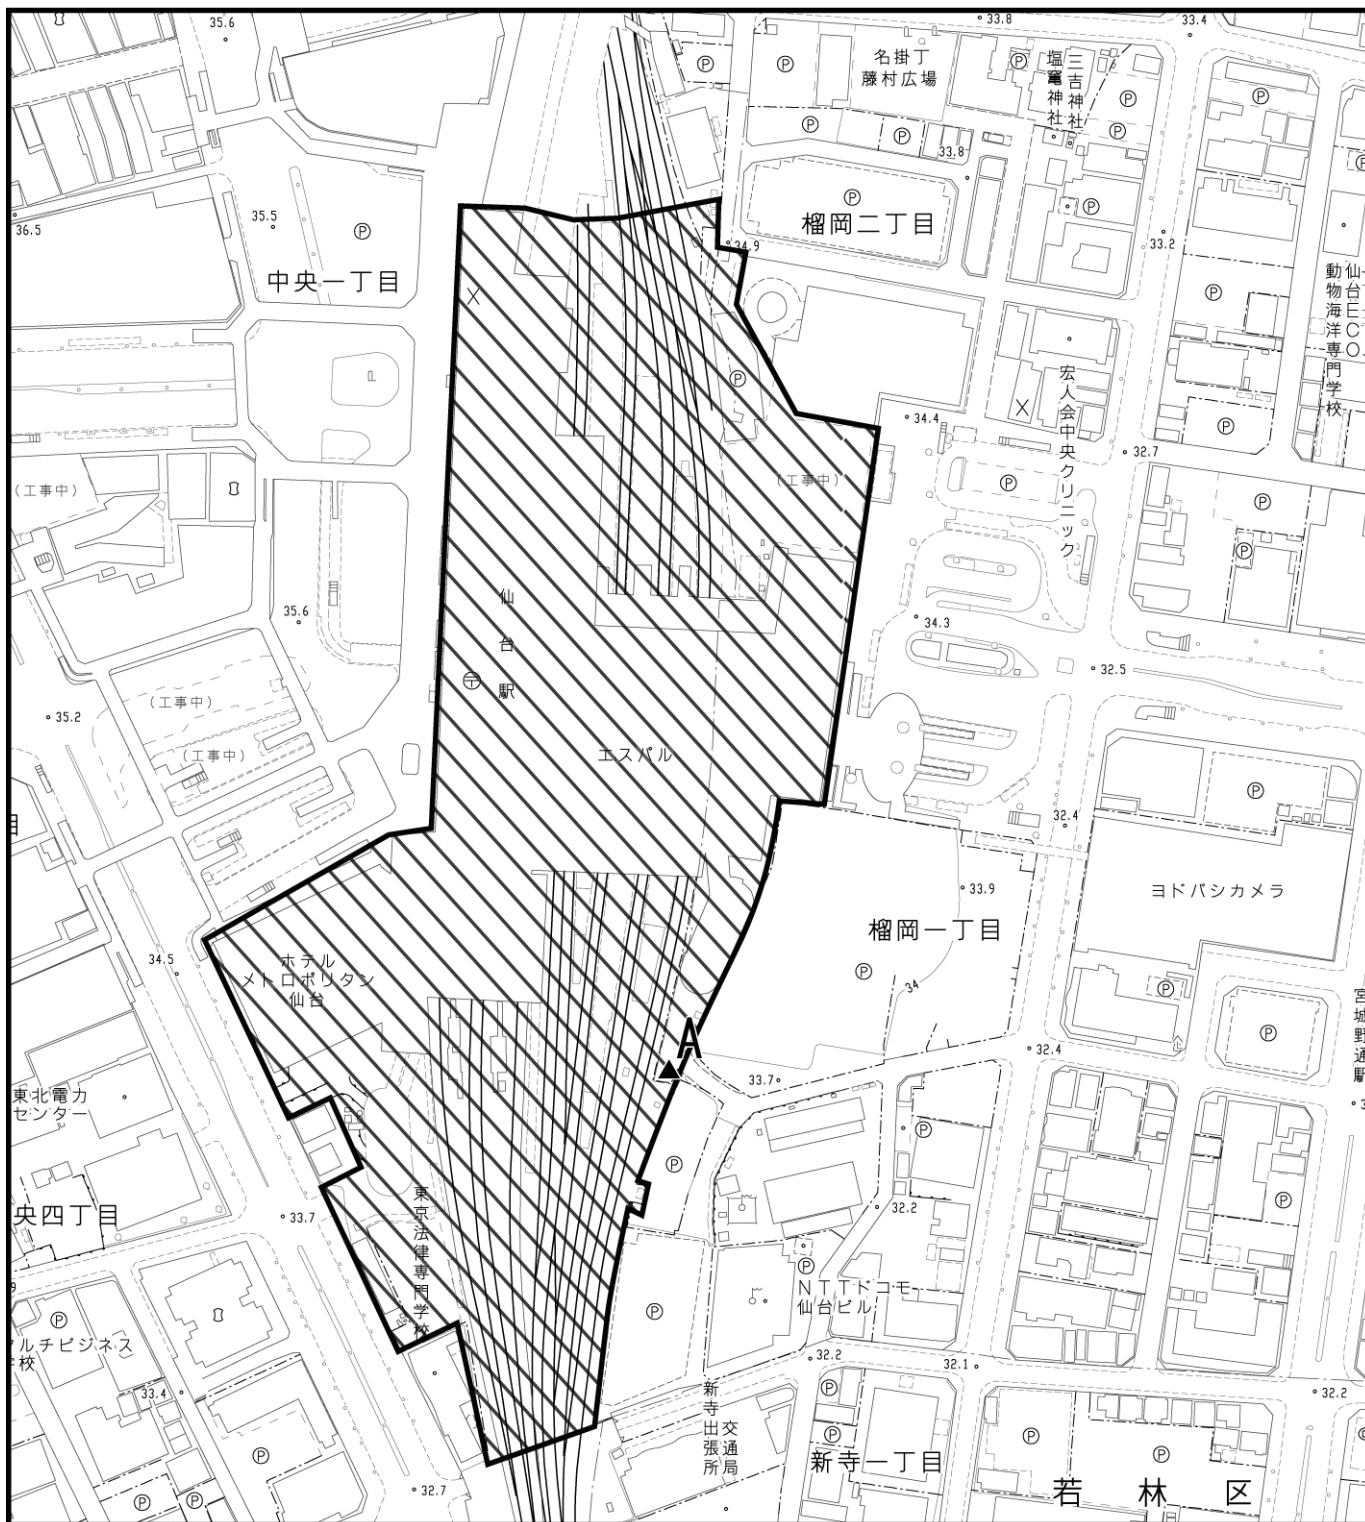 35.6
33.8
33.4
名掛丁
藤村広場
三吉神社
塩竈神社
33.8
35.5
36.5
中央一丁目
榴岡二丁目
34.9
33.2
仙台ECO
動物海洋専門学校
宏人会中央クリニック
34.4
32.7
(工事中)
(工事中)
仙台駅
35.6
34.3
32.5
35.2
(工事中)
(工事中)
エスパル
32.4
ヨドバシカメラ
33.9
榴岡一丁目
34
34.5
ホテル
メトロポリタン
仙台
宮城野通駅
A
32.4
33.7
東北電力
センター
央四丁目
33.7
東京法律専門学校
32.2
NTTドコモ
仙台ビル
ルチビジネス
校
33.4
32.2
32.1
32.2
交通局
新寺出張所
新寺一丁目
32.7
若林区